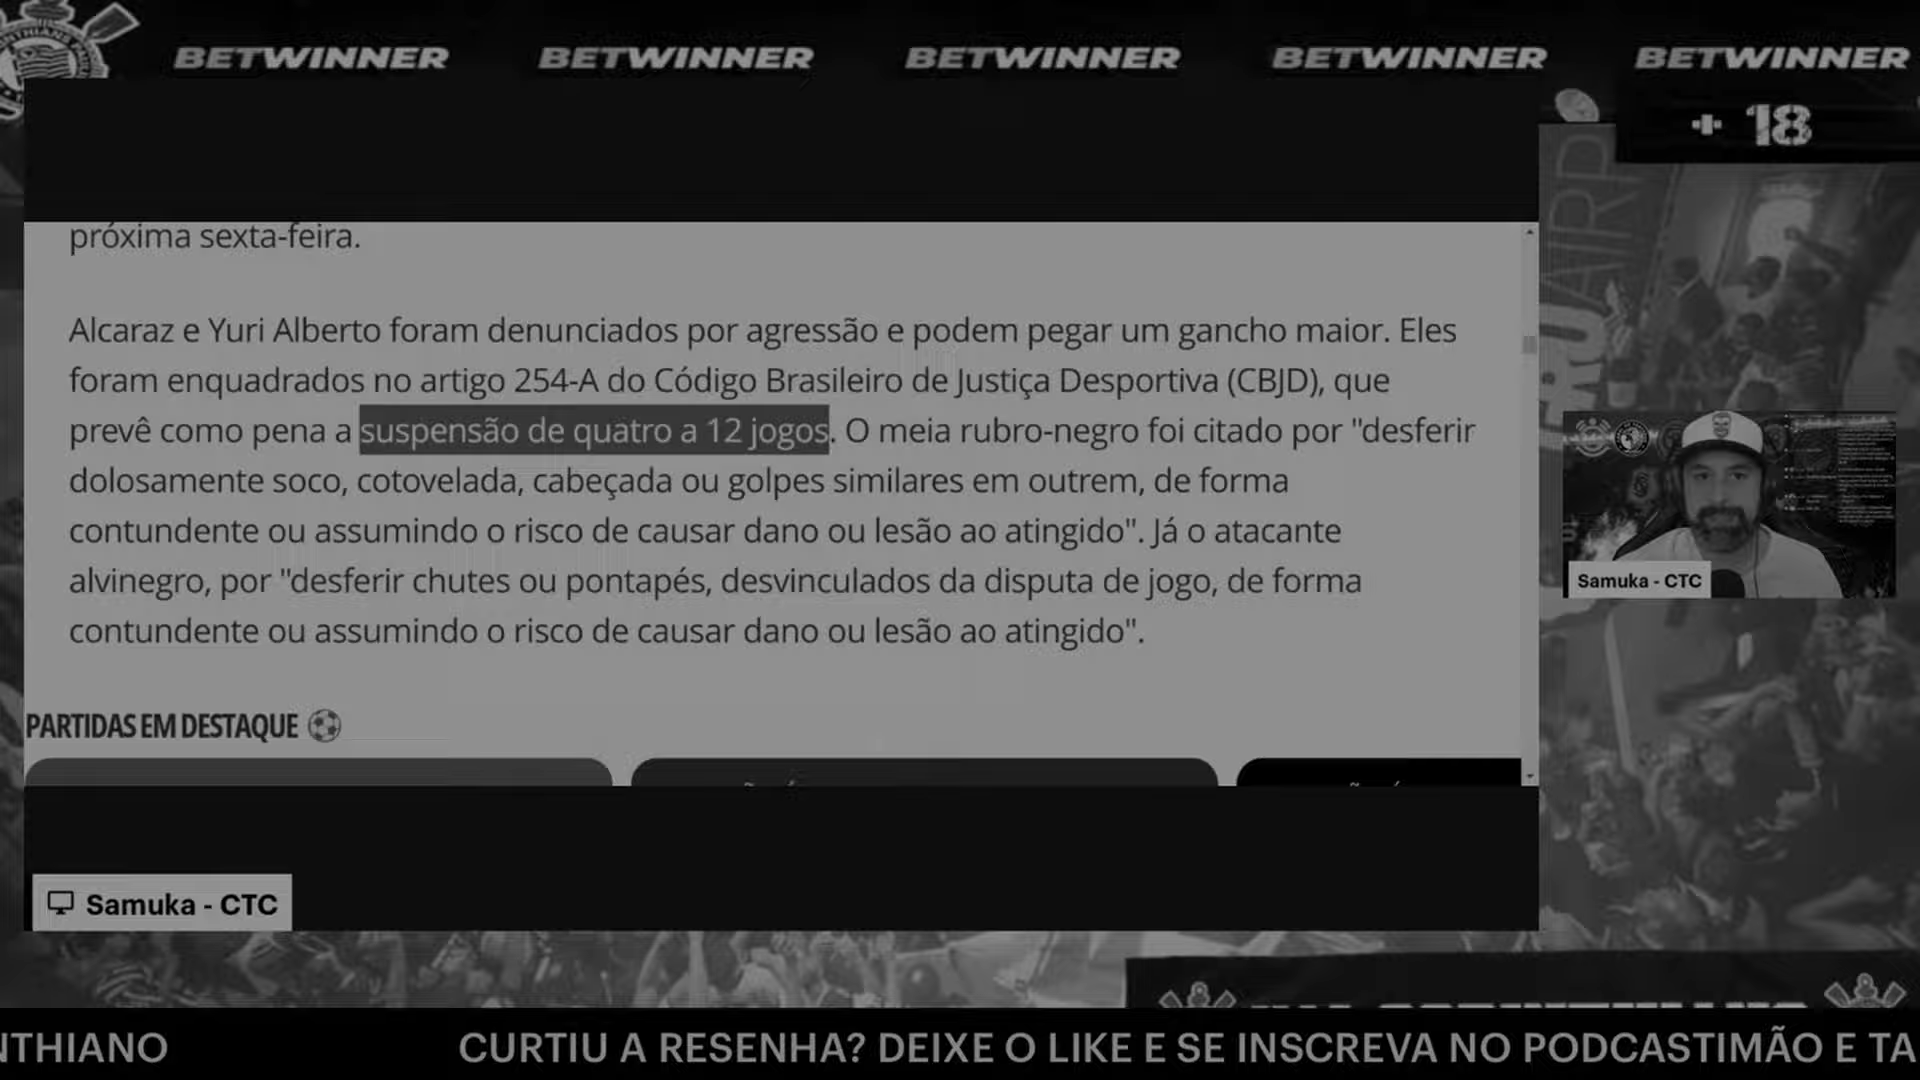 BETWINNER BETWINNER BETWINNER BETWINNER BETWINNER
+ 18
próxima sexta-feira.
Alcaraz e Yuri Alberto foram denunciados por agressão e podem pegar um gancho maior. Eles
foram enquadrados no artigo 254-A do Código Brasileiro de Justiça Desportiva (CBJD), que
prevê como pena a suspensão de quatro a 12 jogos. O meia rubro-negro foi citado por "desferir
dolosamente soco, cotovelada, cabeçada ou golpes similares em outrem, de forma
contundente ou assumindo o risco de causar dano ou lesão ao atingido". Já o atacante
alvinegro, por "desferir chutes ou pontapés, desvinculados da disputa de jogo, de forma
contundente ou assumindo o risco de causar dano ou lesão ao atingido".
PARTIDAS EM DESTAQUE
Samuka - CTC
Samuka - CTC
NTHIANO CURTIU A RESENHA? DEIXE O LIKE E SE INSCREVA NO PODCASTIMÃO E TA